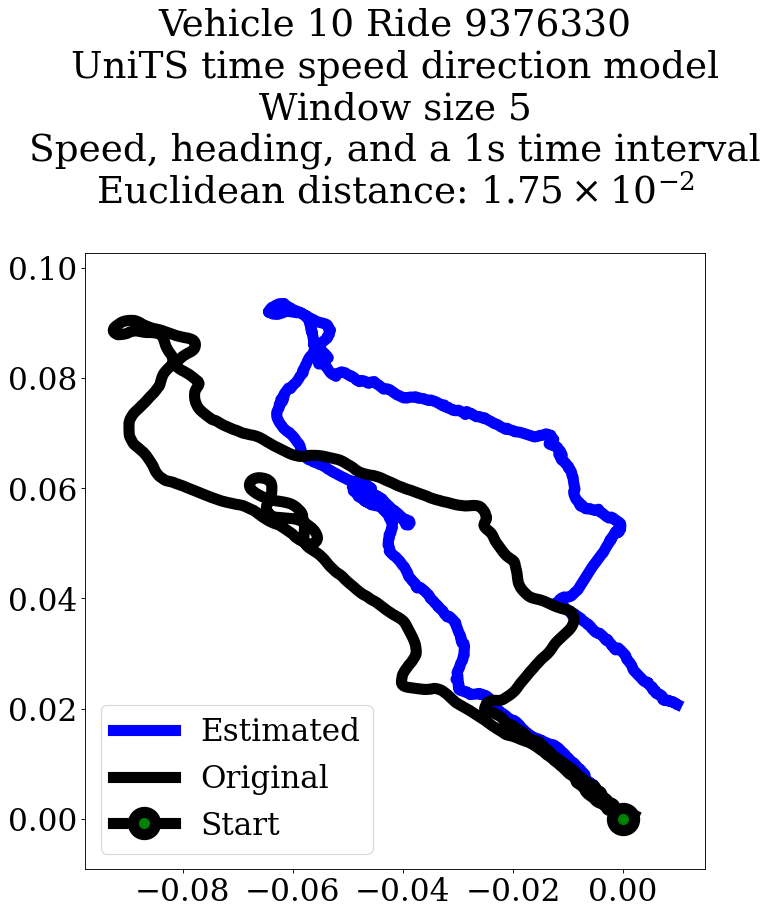 Vehicle 10 Ride 9376330
UniTS time speed direction model
Window size 5
Speed, heading, and a 1s time interval
Euclidean distance: 1.75 × 10⁻²
0.10
0.08
0.06
0.04
0.02
0.00
Estimated
Original
Start
−0.08 −0.06 −0.04 −0.02 0.00